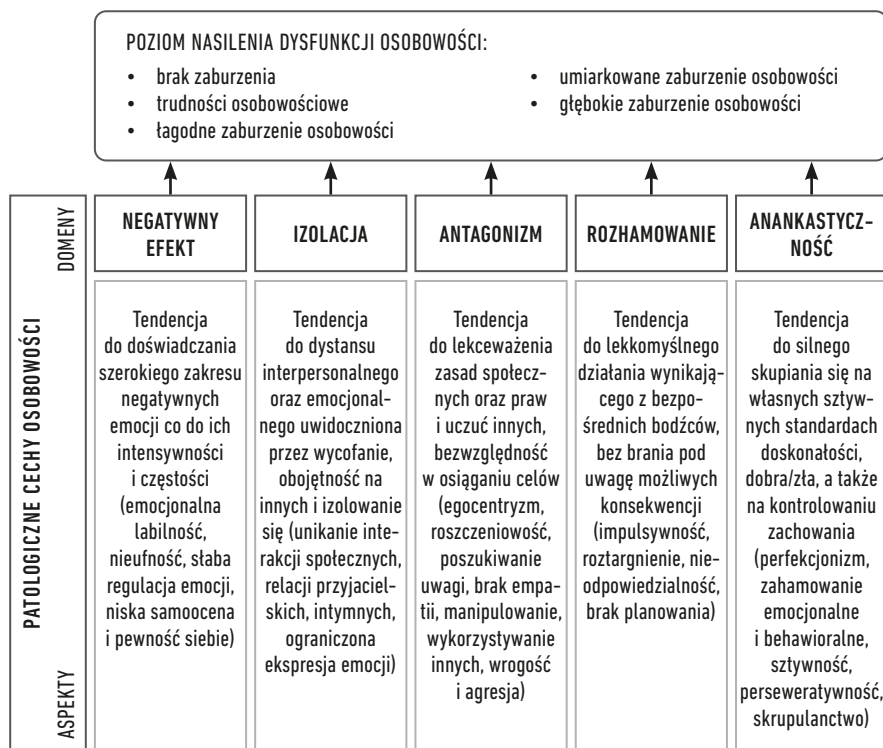 POZIOM NASILENIA DYSFUNKCJI OSOBOWOŚCI:
• brak zaburzenia
• trudności osobowościowe
• łagodne zaburzenie osobowości
• umiarkowane zaburzenie osobowości
• głębokie zaburzenie osobowości
PATOLOGICZNE CECHY OSOBOWOŚCI
DOMENY
NEGATYWNY
EFEKT
IZOLACJA
ANTAGONIZM
ROZHAMOWANIE
ANANKASTYCZ-
NOŚĆ
ASPEKTY
Tendencja
do doświadczania
szerokiego zakresu
negatywnych
emocji co do ich
intensywności
i częstości
(emocjonalna
labilność,
nieufność, słaba
regulacja emocji,
niska samoocena
i pewność siebie)
Tendencja
do dystansu
interpersonalnego
oraz emocjonal-
nego uwidoczniona
przez wycofanie,
obojętność na
innych i izolowanie
się (unikanie inte-
rakcji społecznych,
relacji przyjaciel-
skich, intymnych,
ograniczona
ekspresja emocji)
Tendencja
do lekceważenia
zasad społecz-
nych oraz praw
i uczuć innych,
bezwzględność
w osiąganiu celów
(egocentryzm,
roszczeniowość,
poszukiwanie
uwagi, brak empa-
tii, manipulowanie,
wykorzystywanie
innych, wrogość
i agresja)
Tendencja
do lekkomyślnego
działania wynikają-
cego z bezpo-
średnich bodźców,
bez brania pod
uwagę możliwych
konsekwencji
(impulsywność,
roztargnienie, nie-
odpowiedzialność,
brak planowania)
Tendencja
do silnego
skupiania się na
własnych sztyw-
nych standardach
doskonałości,
dobra/zła, a także
na kontrolowaniu
zachowania
(perfekcjonizm,
zahamowanie
emocjonalne
i behawioralne,
sztywność,
perseweratywność,
skrupulanctwo)